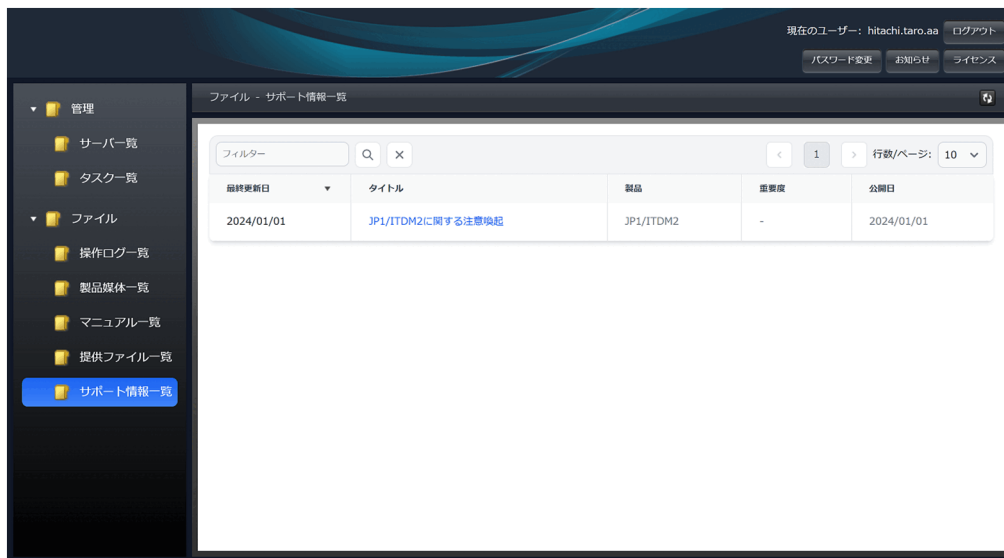 現在のユーザー: hitachi.taro.aa ログアウト
パスワード変更 お知らせ ライセンス
管理
サーバ一覧
タスク一覧
ファイル
操作ログ一覧
製品媒体一覧
マニュアル一覧
提供ファイル一覧
サポート情報一覧
ファイル - サポート情報一覧
フィルター 1 行数/ページ: 10
最終更新日 タイトル 製品 重要度 公開日
2024/01/01 JP1/ITDM2に関する注意喚起 JP1/ITDM2 - 2024/01/01